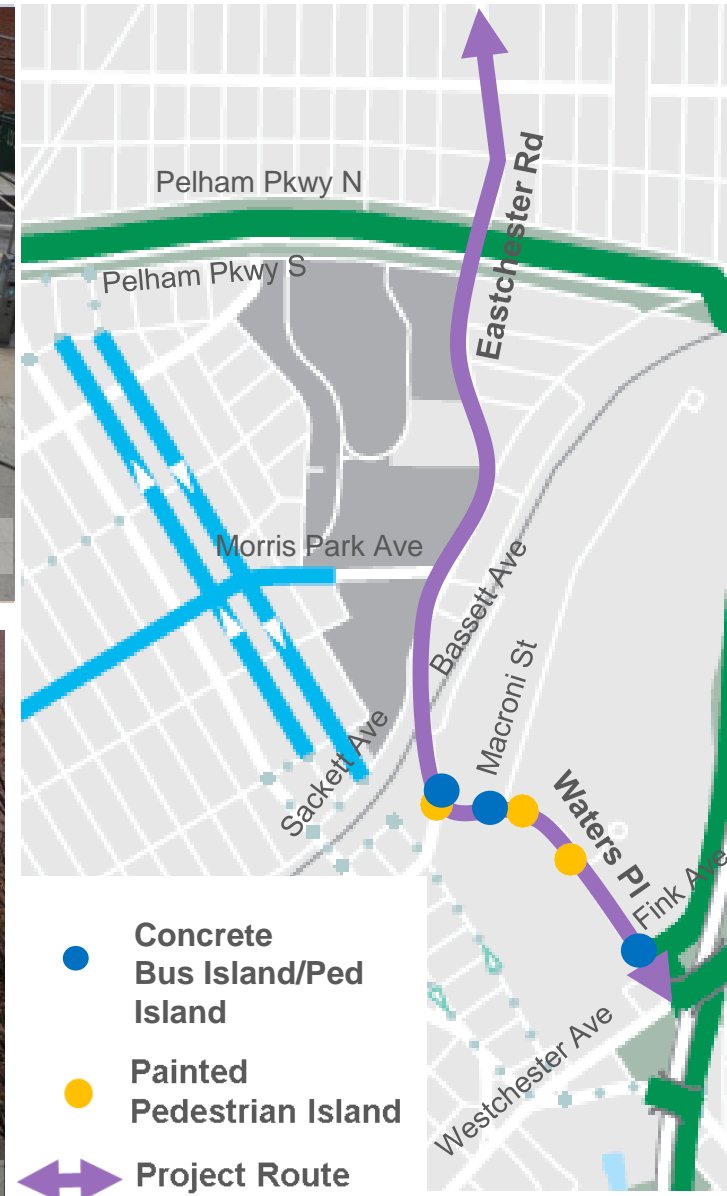 Pelham Pkwy N
Eastchester Rd
Pelham Pkwy S
Morris Park Ave
Bassett Ave
Macroni St
Sackett Ave
Waters Pl
Fink Ave
Westchester Ave
Concrete
Bus Island/Ped
Island
Painted
Pedestrian Island
Project Route